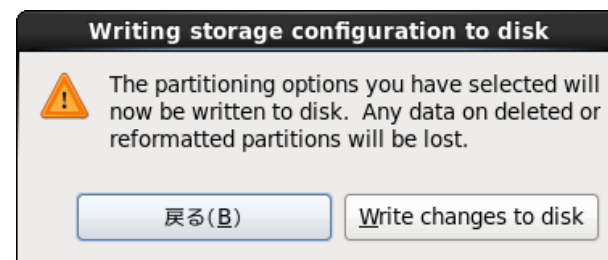 Writing storage configuration to disk
The partitioning options you have selected will
now be written to disk.  Any data on deleted or
reformatted partitions will be lost.
戻る(B)
Write changes to disk